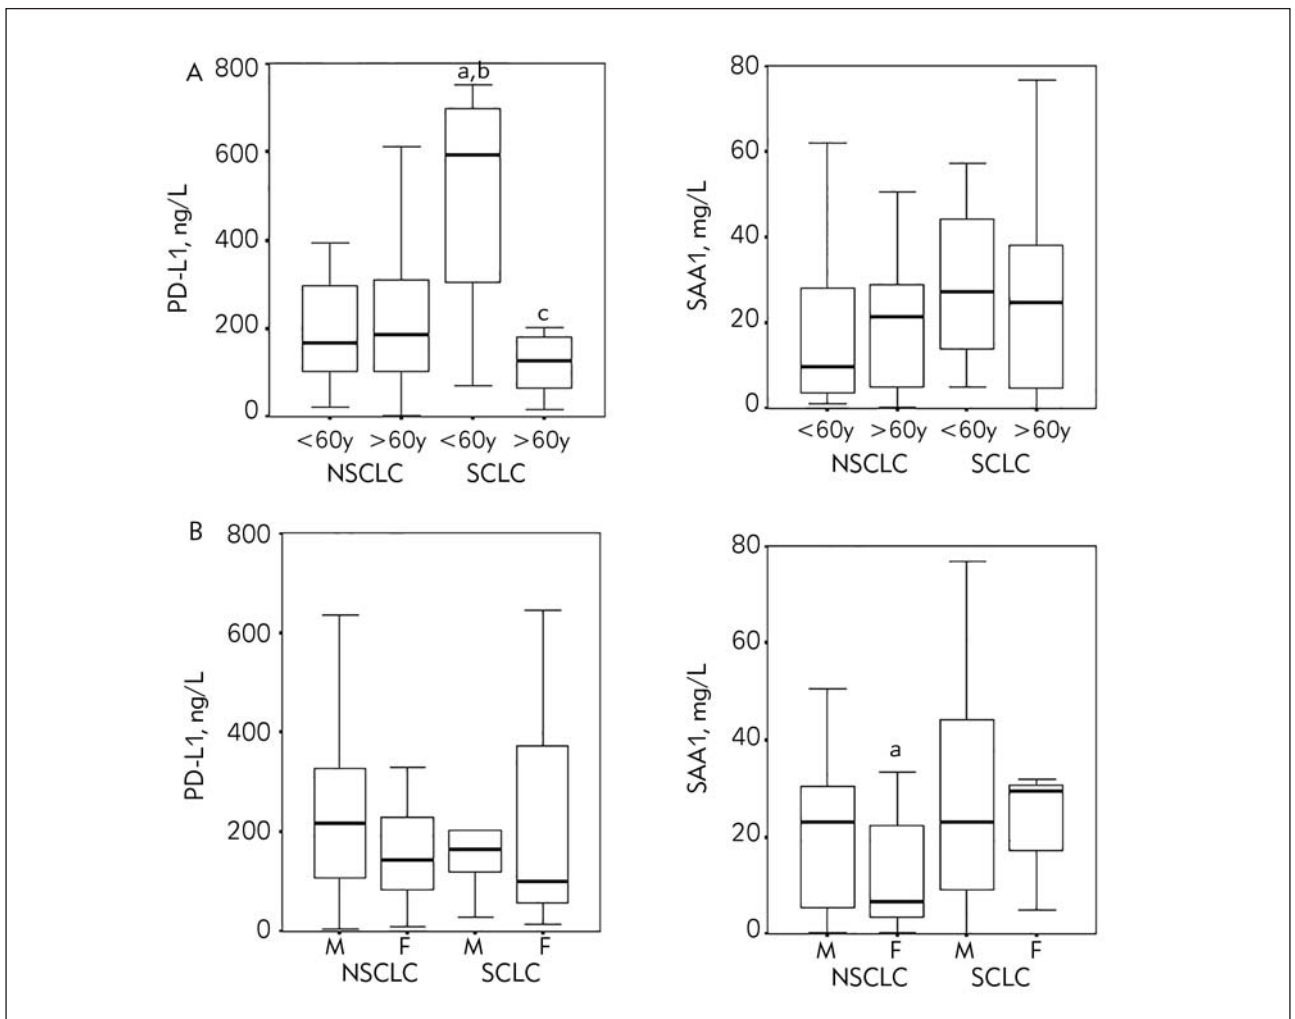 A
PD-L1, ng/L
800
600
400
200
0
a,b
c
<60y >60y <60y >60y
NSCLC SCLC
SAA1, mg/L
80
60
40
20
0
<60y >60y <60y >60y
NSCLC SCLC
B
PD-L1, ng/L
800
600
400
200
0
M F M F
NSCLC SCLC
SAA1, mg/L
80
60
40
20
0
a
M F M F
NSCLC SCLC